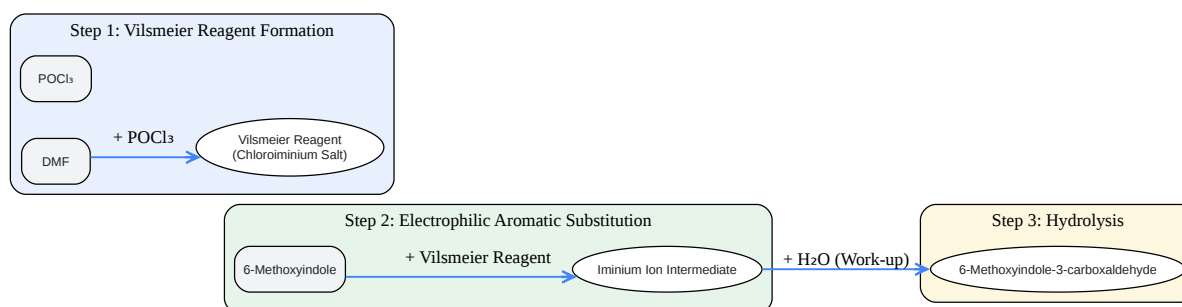 Step 1: Vilsmeier Reagent Formation
POCl₃
+ POCl₃
DMF
Vilsmeier Reagent
(Chloroiminium Salt)
Step 2: Electrophilic Aromatic Substitution
6-Methoxyindole
+ Vilsmeier Reagent
Iminium Ion Intermediate
+ H₂O (Work-up)
Step 3: Hydrolysis
6-Methoxyindole-3-carboxaldehyde